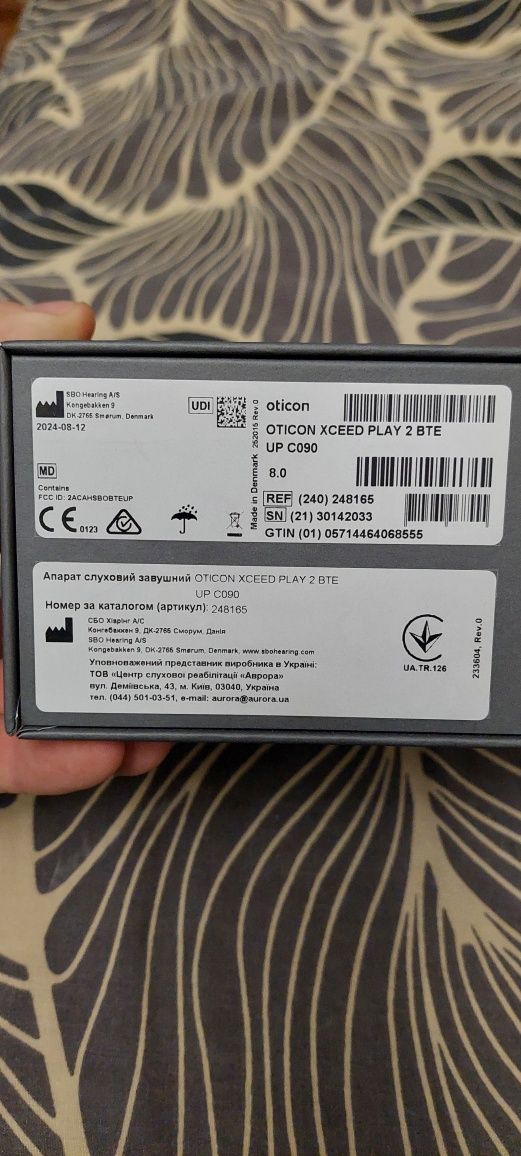 SBO Hearing A/S
Kongebakken 9
DK-2765 Smørum, Denmark
2024-08-12
UDI
MD
Contains
FCC ID: 2ACAHSBOBTEUP
CE 0123
Made in Denmark 252015 Rev.0
oticon
OTICON XCEED PLAY 2 BTE
UP C090
8.0
REF (240) 248165
SN (21) 30142033
GTIN (01) 05714464068555
Апарат слуховий завушний OTICON XCEED PLAY 2 BTE
UP C090
Номер за каталогом (артикул): 248165
СБО Хіарінг А/С
Конгебаккен 9, ДК-2765 Сморум, Данія
SBO Hearing A/S
Kongebakken 9, DK-2765 Smørum, Denmark, www.sbohearing.com
Уповноважений представник виробника в Україні:
ТОВ «Центр слухової реабілітації «Аврора»
вул. Деміївська, 43, м. Київ, 03040, Україна
тел. (044) 501-03-51, e-mail: aurora@aurora.ua
UA.TR.126
233604, Rev.0